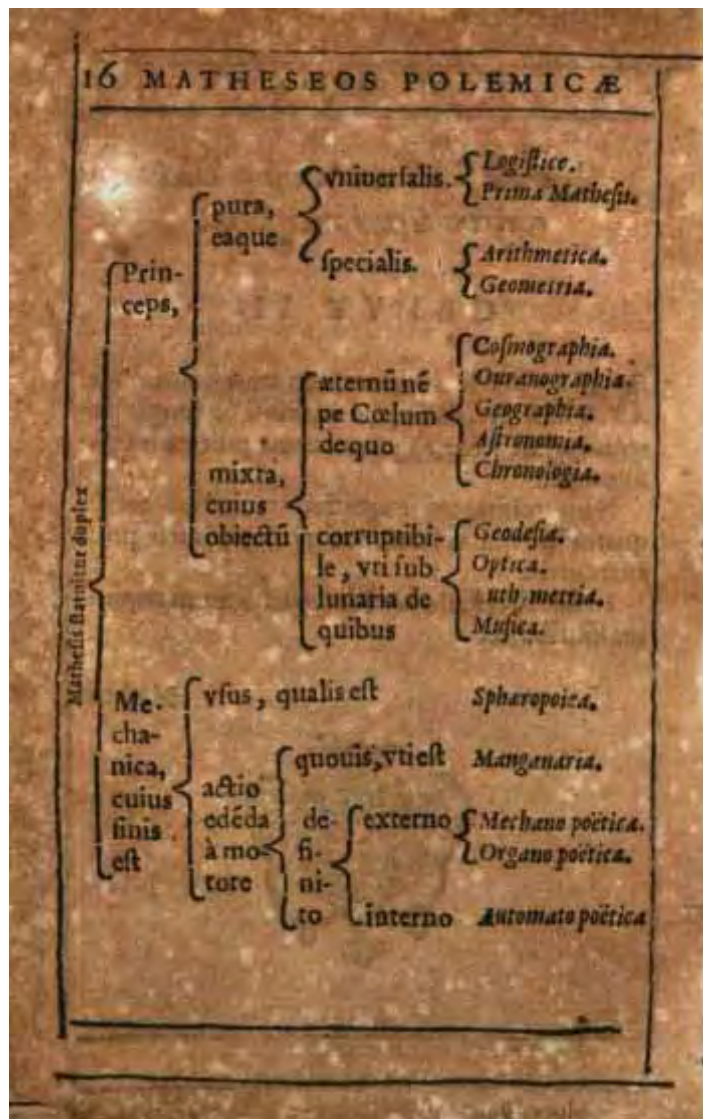 16 MATHESEOS POLEMICÆ
Mathesis statuitur duplex
Prin-
ceps,
pura,
eaque
vniuersalis.
Logistice.
Prima Mathesis.
specialis.
Arithmetica.
Geometria.
mixta,
cuius
obiectū
æternū nē
pe Cœlum
de quo
Cosmographia.
Ouranographia.
Geographia.
Astronomia.
Chronologia.
corruptibi-
le, vti sub
lunaria de
quibus
Geodesia.
Optica.
Musica.
Me-
cha-
nica,
cuius
finis
est
vsus, qualis est
Sphæropoica.
actio
edēda
à mo-
tore
quouis, vti est
Manganaria.
de-
fi-
ni-
to
externo
Mechano poëtica.
Organo poëtica.
interno
Automato poëtica